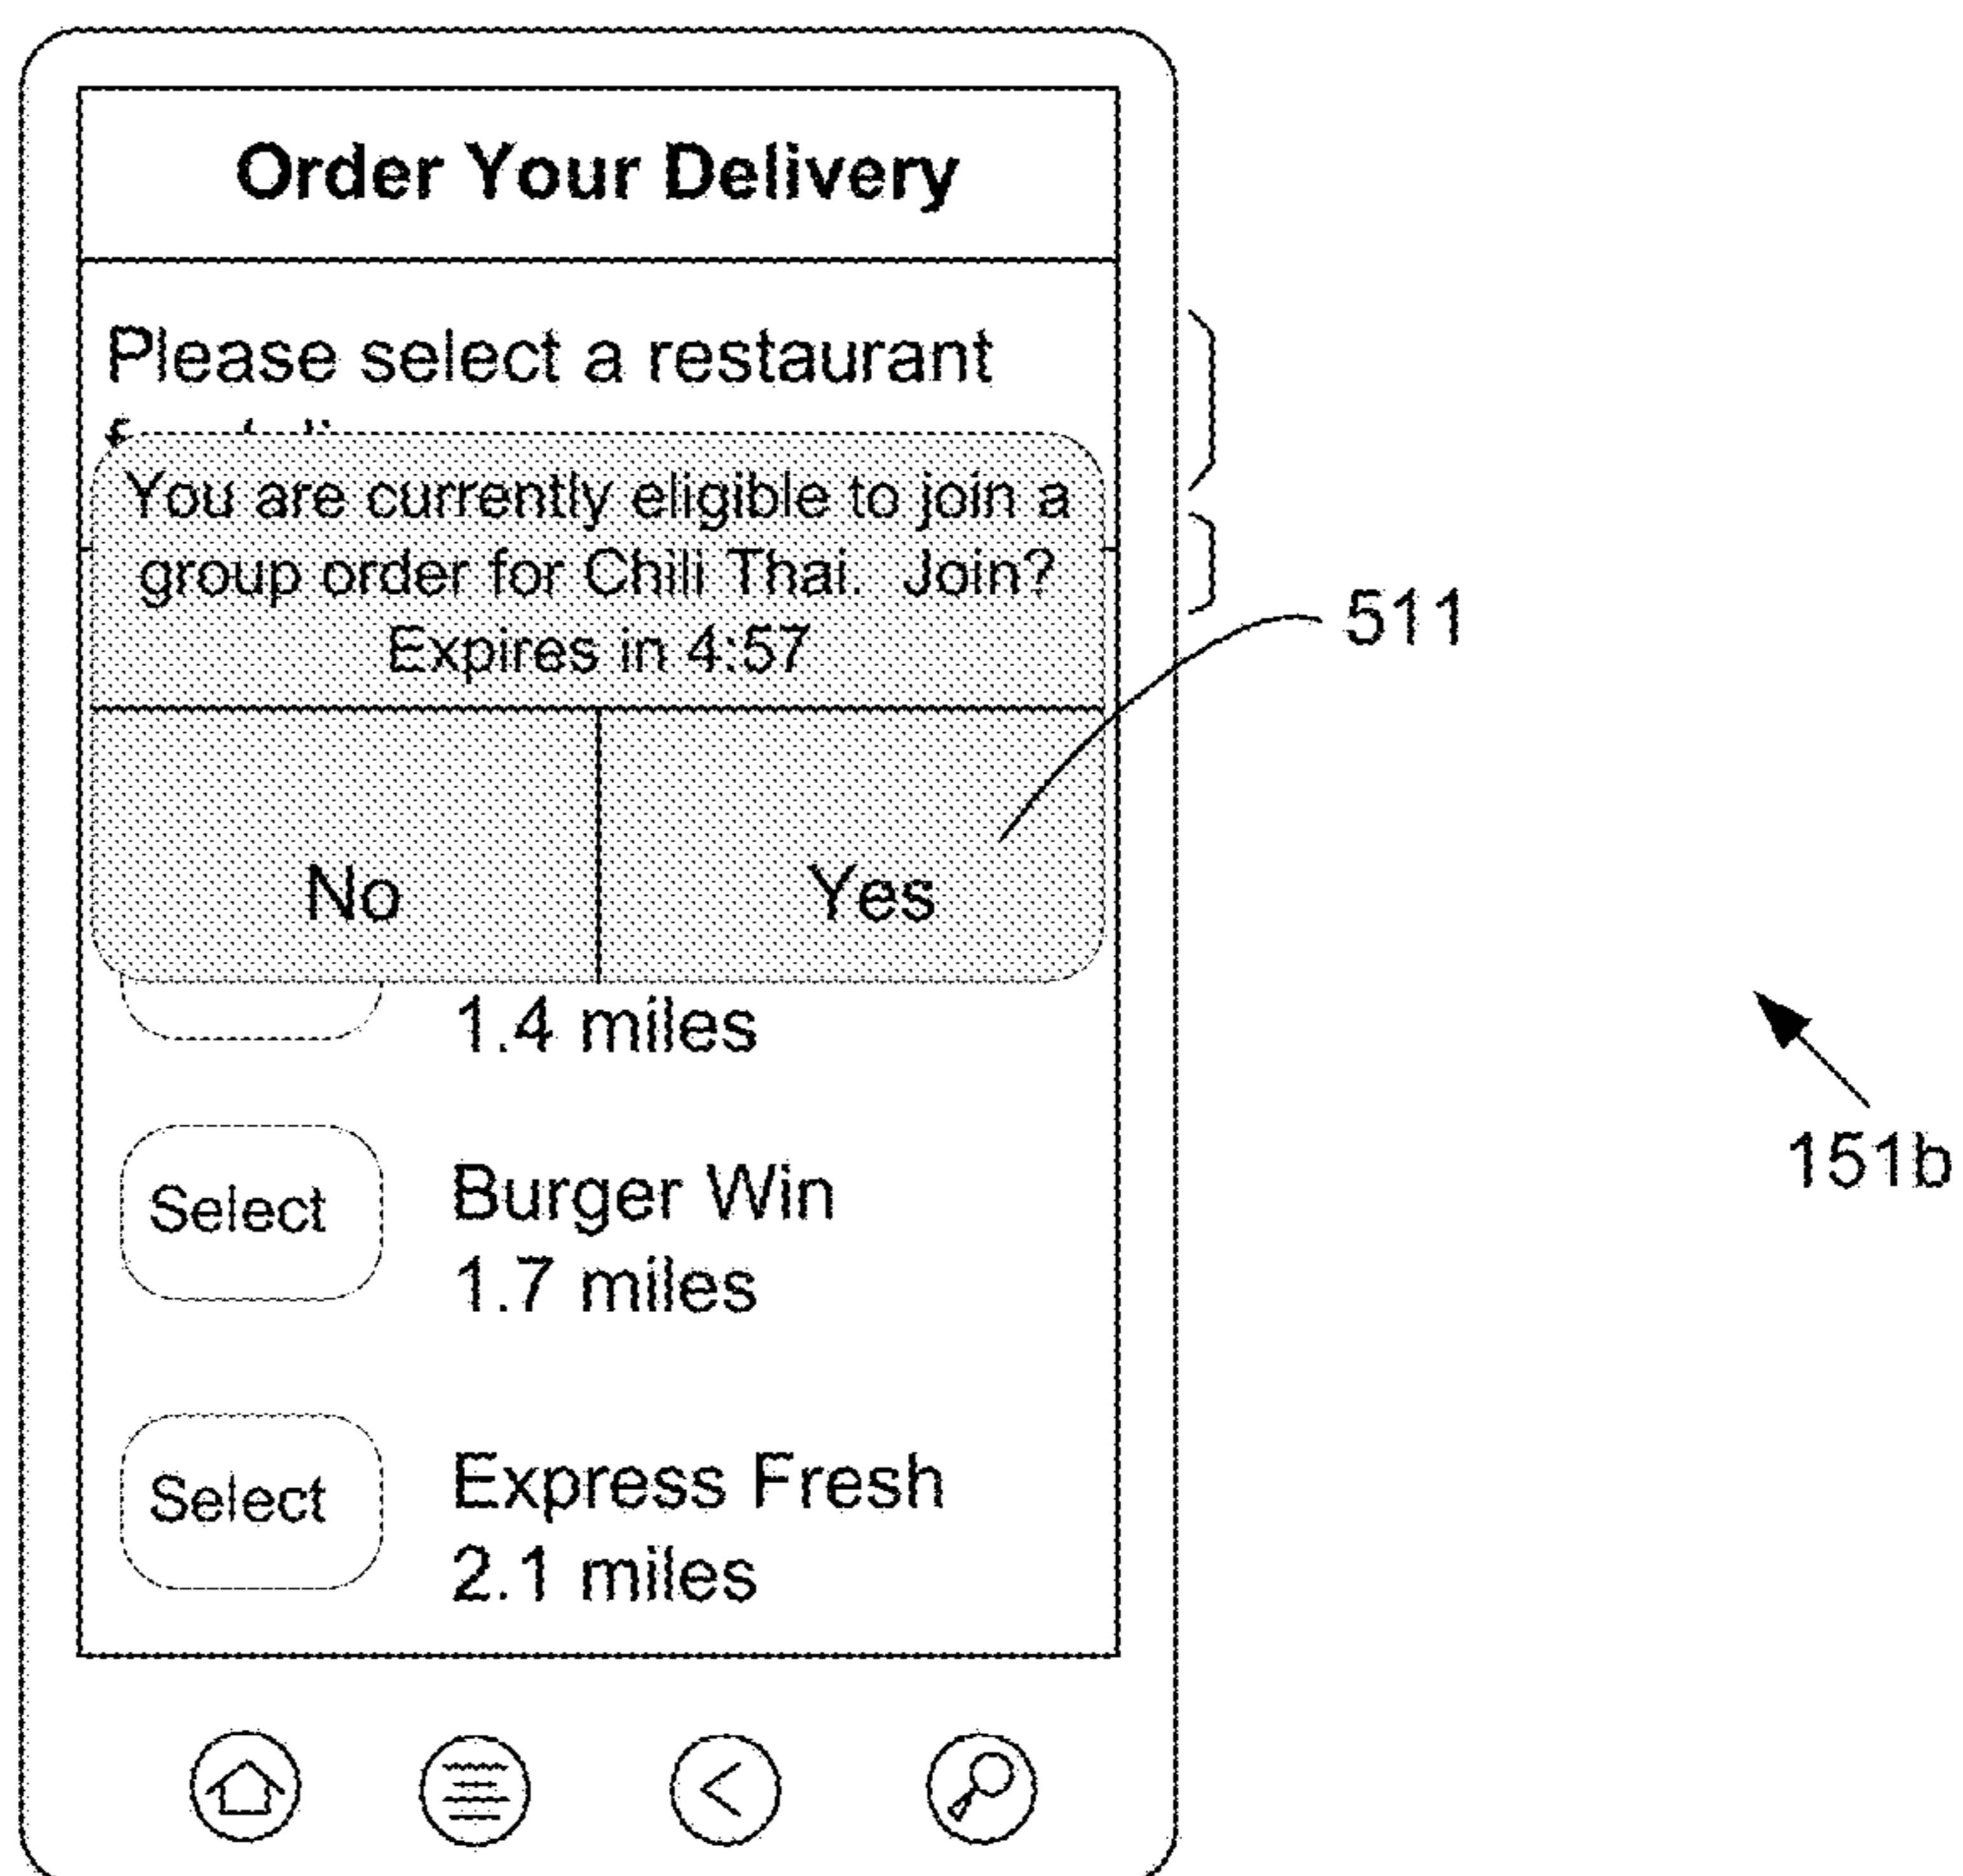 Order Your Delivery
Please select a restaurant
You are currently eligible to join a
group order for Chili Thai. Join?
Expires in 4:57
511
No Yes
1.4 miles
151b
Select Burger Win
1.7 miles
Select Express Fresh
2.1 miles